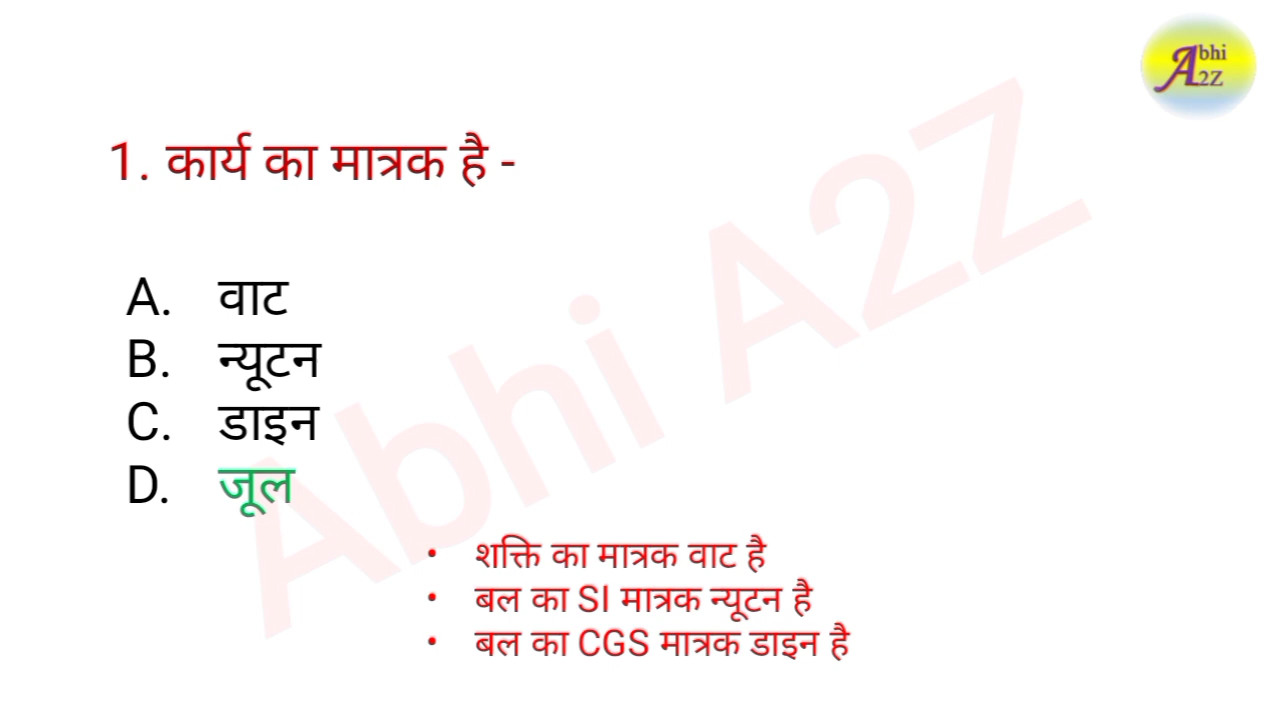 Abhi
A2Z
1. कार्य का मात्रक है -
A. वाट
B. न्यूटन
C. डाइन
D. जूल
• शक्ति का मात्रक वाट है
• बल का SI मात्रक न्यूटन है
• बल का CGS मात्रक डाइन है
Abhi A2Z